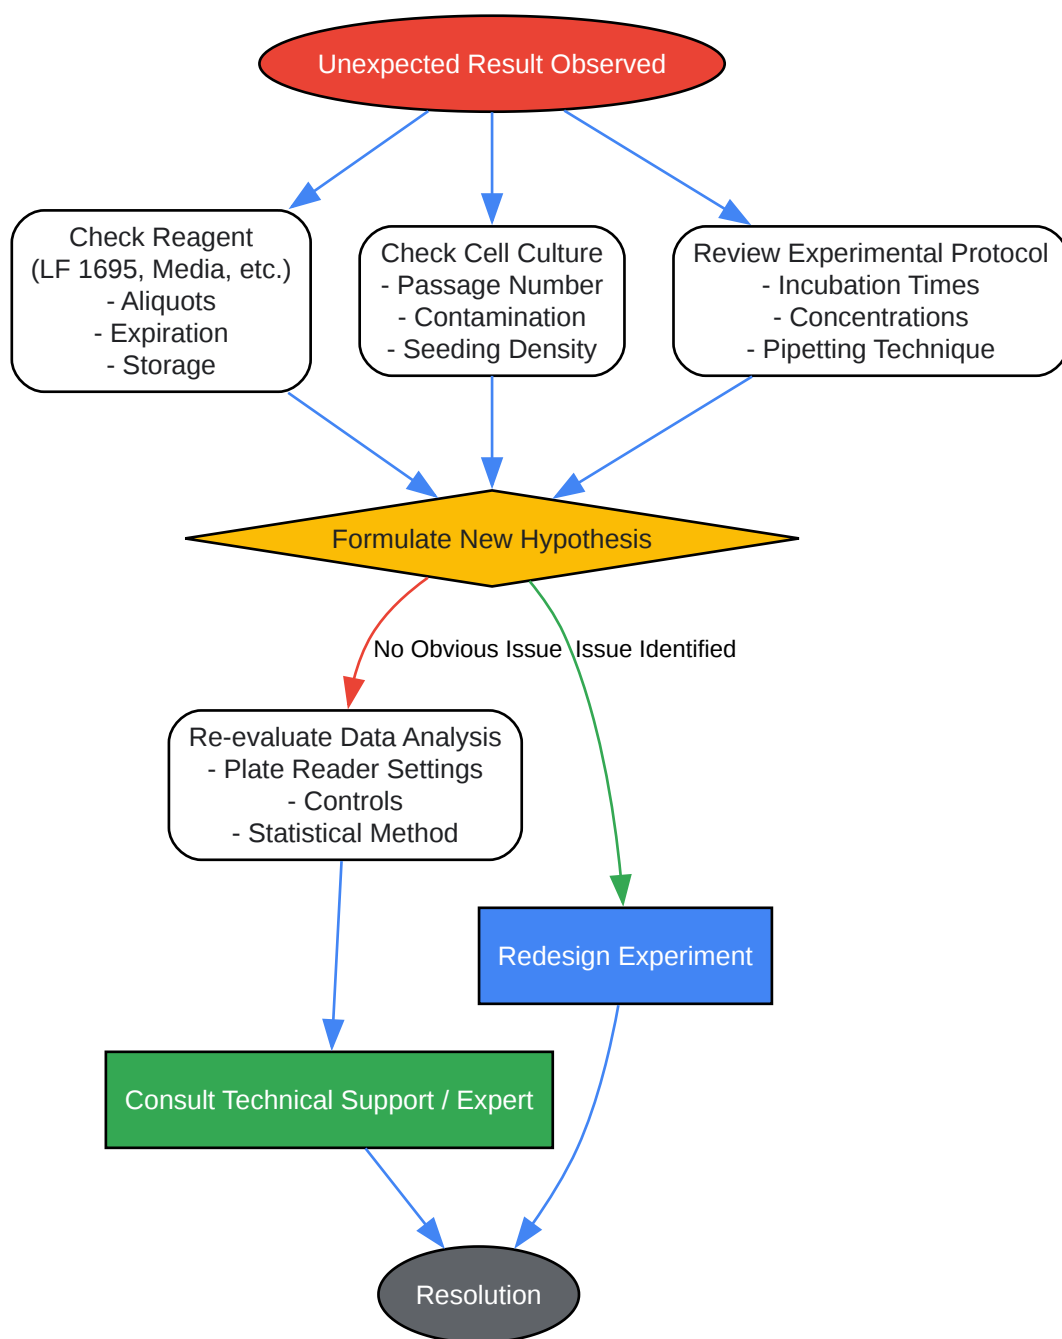 Unexpected Result Observed
Check Reagent
(LF 1695, Media, etc.)
- Aliquots
- Expiration
- Storage
Check Cell Culture
- Passage Number
- Contamination
- Seeding Density
Review Experimental Protocol
- Incubation Times
- Concentrations
- Pipetting Technique
Formulate New Hypothesis
No Obvious Issue
Issue Identified
Re-evaluate Data Analysis
- Plate Reader Settings
- Controls
- Statistical Method
Redesign Experiment
Consult Technical Support / Expert
Resolution